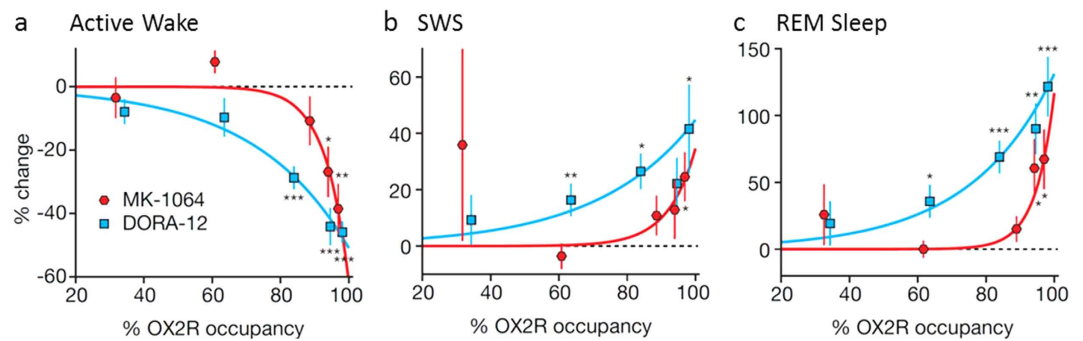 a Active Wake
b SWS
c REM Sleep
% change
0
-20
-40
-60
MK-1064
DORA-12
*
**
***
***
***
20 40 60 80 100
% OX2R occupancy
60
40
20
0
*
*
**
*
20 40 60 80 100
% OX2R occupancy
150
100
50
0
***
**
***
*
*
*
20 40 60 80 100
% OX2R occupancy